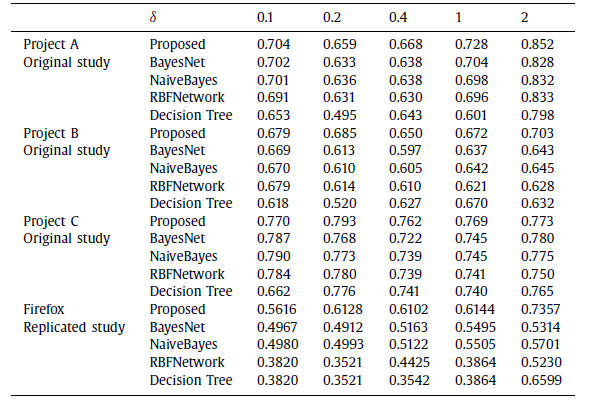 δ 0.1 0.2 0.4 1 2
Project A Proposed 0.704 0.659 0.668 0.728 0.852
Original study BayesNet 0.702 0.633 0.638 0.704 0.828
NaiveBayes 0.701 0.636 0.638 0.698 0.832
RBFNetwork 0.691 0.631 0.630 0.696 0.833
Decision Tree 0.653 0.495 0.643 0.601 0.798
Project B Proposed 0.679 0.685 0.650 0.672 0.703
Original study BayesNet 0.669 0.613 0.597 0.637 0.643
NaiveBayes 0.670 0.610 0.605 0.642 0.645
RBFNetwork 0.679 0.614 0.610 0.621 0.628
Decision Tree 0.618 0.520 0.627 0.670 0.632
Project C Proposed 0.770 0.793 0.762 0.769 0.773
Original study BayesNet 0.787 0.768 0.722 0.745 0.780
NaiveBayes 0.790 0.773 0.739 0.745 0.775
RBFNetwork 0.784 0.780 0.739 0.741 0.750
Decision Tree 0.662 0.776 0.741 0.740 0.765
Firefox Proposed 0.5616 0.6128 0.6102 0.6144 0.7357
Replicated study BayesNet 0.4967 0.4912 0.5163 0.5495 0.5314
NaiveBayes 0.4980 0.4993 0.5122 0.5505 0.5701
RBFNetwork 0.3820 0.3521 0.4425 0.3864 0.5230
Decision Tree 0.3820 0.3521 0.3542 0.3864 0.6599